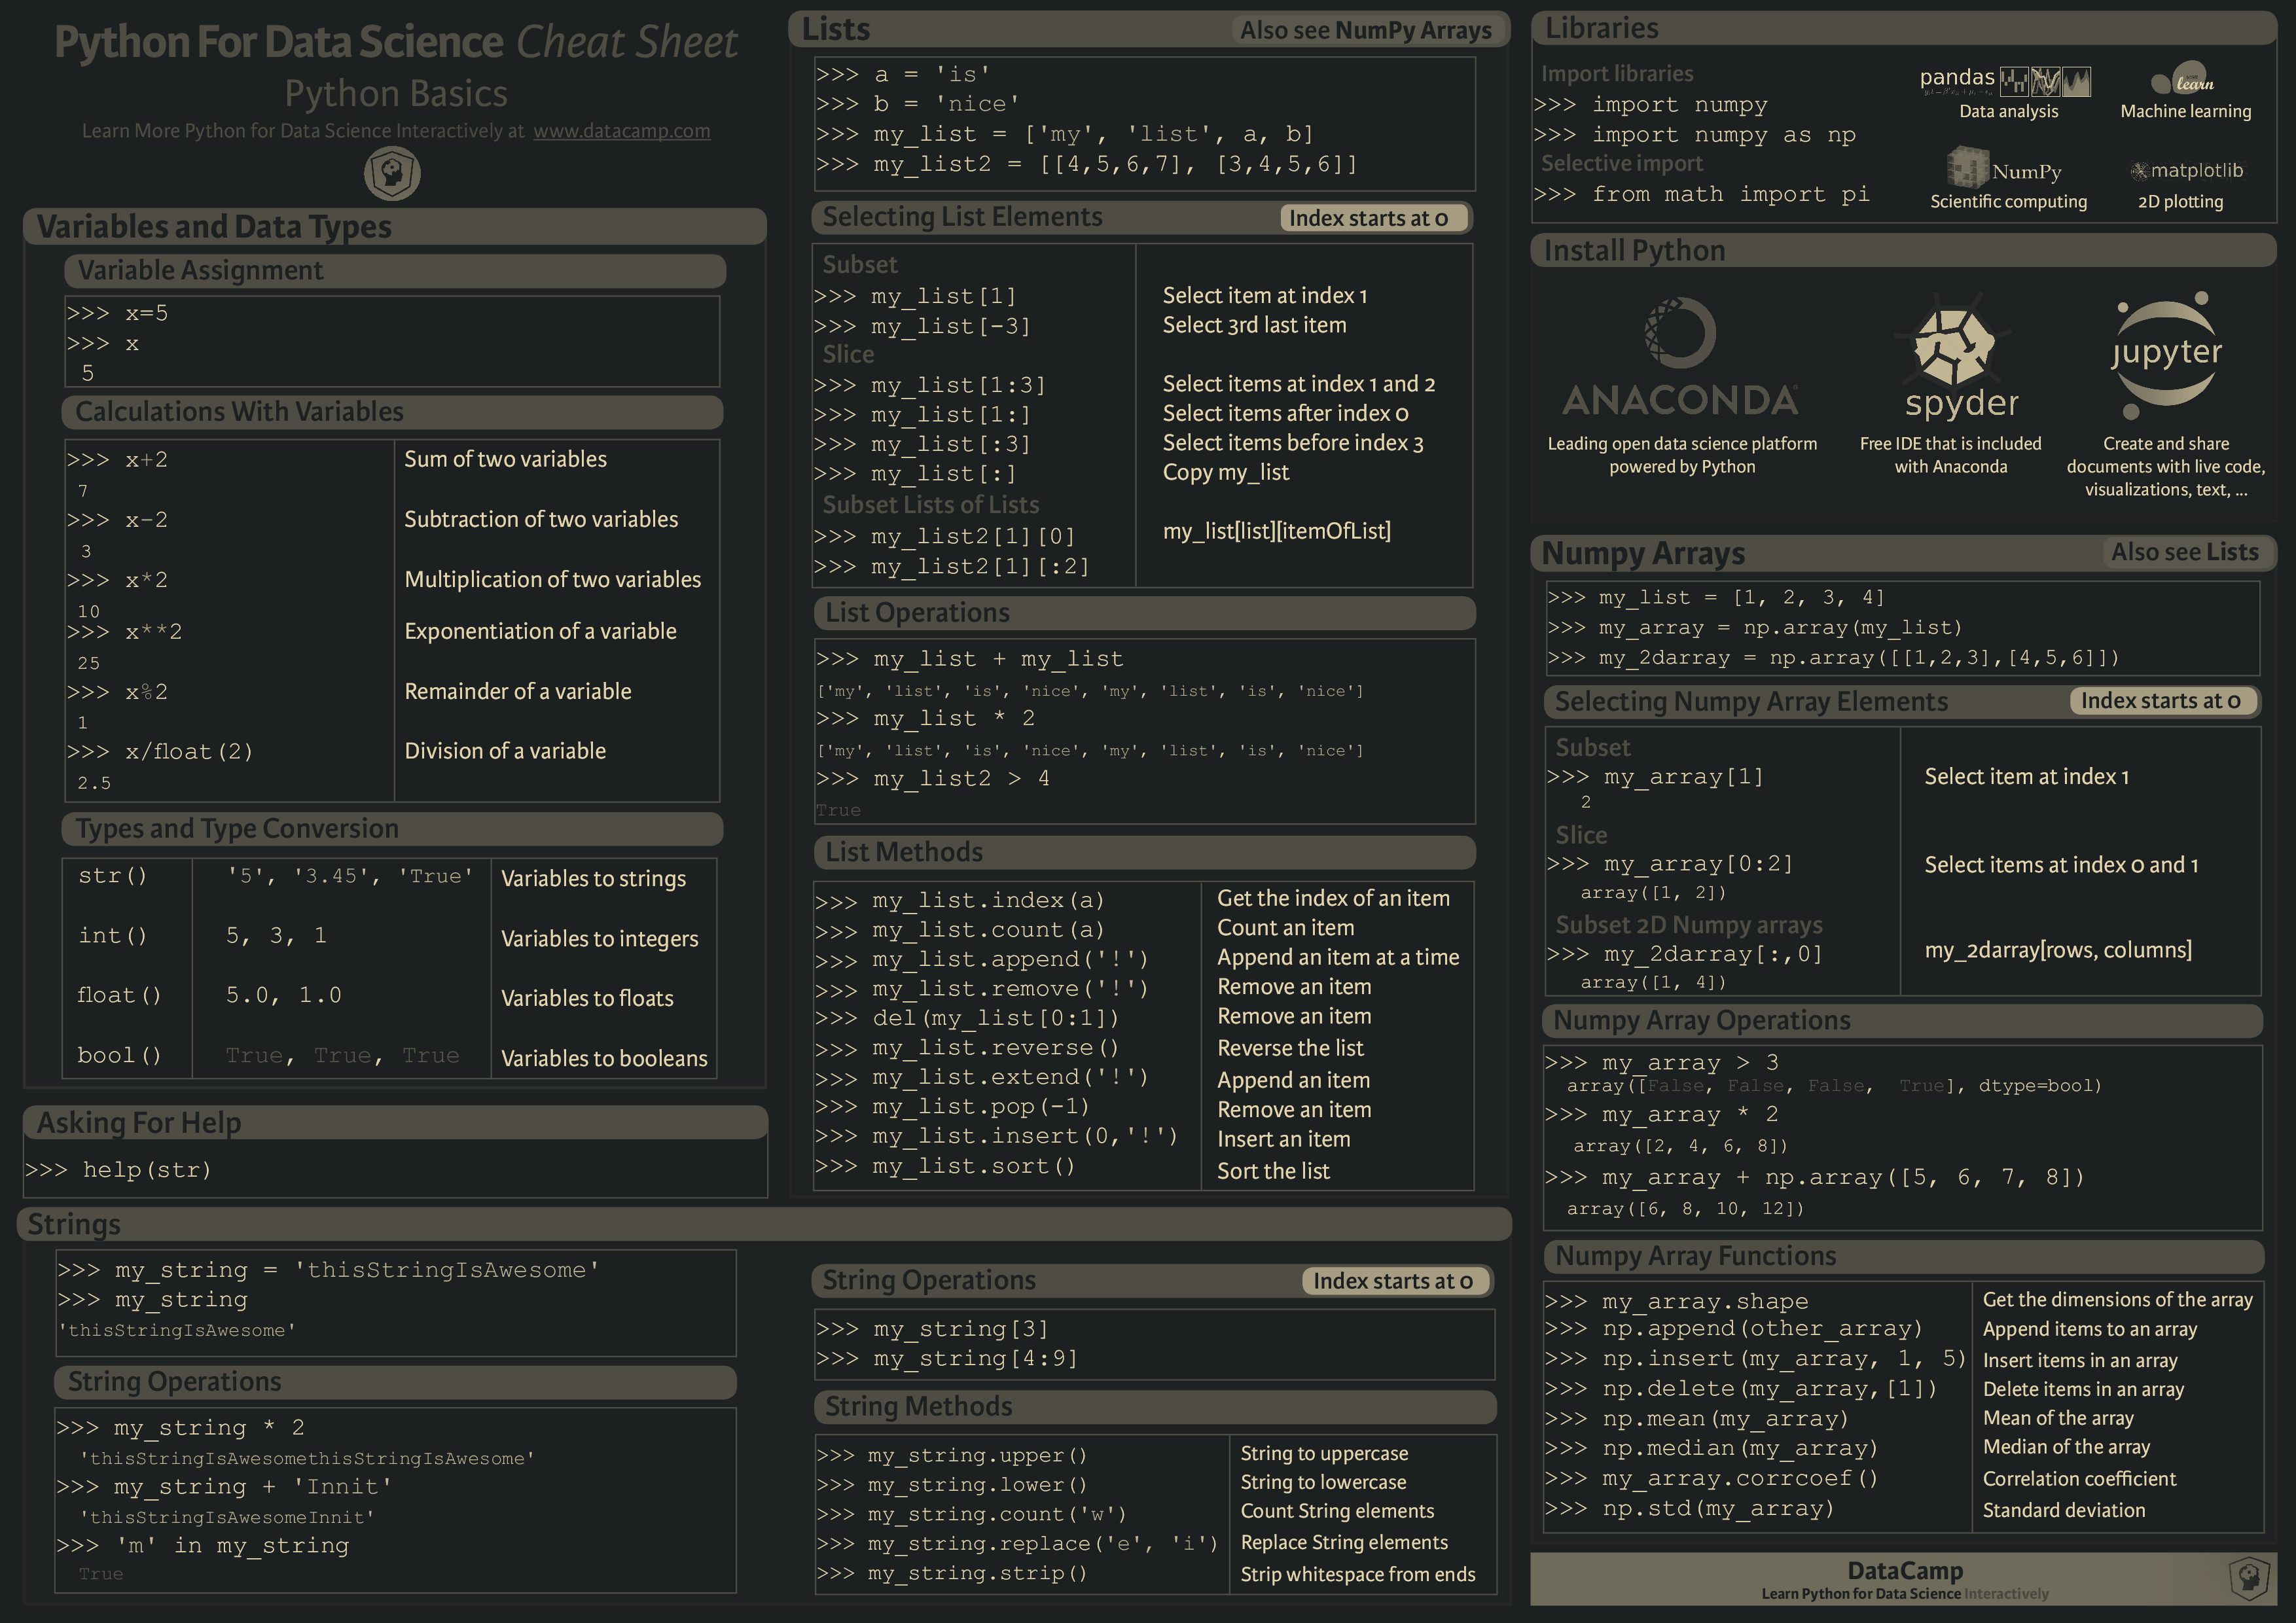 Python For Data Science Cheat Sheet
Python Basics
Learn More Python for Data Science Interactively at www.datacamp.com
Variables and Data Types
Variable Assignment
>>> x=5
>>> x
5
Calculations With Variables
>>> x+2 Sum of two variables
7
>>> x-2 Subtraction of two variables
3
>>> x*2 Multiplication of two variables
10
>>> x**2 Exponentiation of a variable
25
>>> x%2 Remainder of a variable
1
>>> x/float(2) Division of a variable
2.5
Types and Type Conversion
str() '5', '3.45', 'True' Variables to strings
int() 5, 3, 1 Variables to integers
float() 5.0, 1.0 Variables to floats
bool() True, True, True Variables to booleans
Asking For Help
>>> help(str)
Lists Also see NumPy Arrays
>>> a = 'is'
>>> b = 'nice'
>>> my_list = ['my', 'list', a, b]
>>> my_list2 = [[4,5,6,7], [3,4,5,6]]
Selecting List Elements Index starts at 0
Subset
>>> my_list[1] Select item at index 1
>>> my_list[-3] Select 3rd last item
Slice
>>> my_list[1:3] Select items at index 1 and 2
>>> my_list[1:] Select items after index 0
>>> my_list[:3] Select items before index 3
>>> my_list[:] Copy my_list
Subset Lists of Lists
>>> my_list2[1][0] my_list[list][itemOfList]
>>> my_list2[1][:2]
List Operations
>>> my_list + my_list
['my', 'list', 'is', 'nice', 'my', 'list', 'is', 'nice']
>>> my_list * 2
['my', 'list', 'is', 'nice', 'my', 'list', 'is', 'nice']
>>> my_list2 > 4
True
List Methods
>>> my_list.index(a) Get the index of an item
>>> my_list.count(a) Count an item
>>> my_list.append('!') Append an item at a time
>>> my_list.remove('!') Remove an item
>>> del(my_list[0:1]) Remove an item
>>> my_list.reverse() Reverse the list
>>> my_list.extend('!') Append an item
>>> my_list.pop(-1) Remove an item
>>> my_list.insert(0,'!') Insert an item
>>> my_list.sort() Sort the list
Strings
>>> my_string = 'thisStringIsAwesome'
>>> my_string
'thisStringIsAwesome'
String Operations
>>> my_string * 2
'thisStringIsAwesomethisStringIsAwesome'
>>> my_string + 'Innit'
'thisStringIsAwesomeInnit'
>>> 'm' in my_string
True
String Operations Index starts at 0
>>> my_string[3]
>>> my_string[4:9]
String Methods
>>> my_string.upper() String to uppercase
>>> my_string.lower() String to lowercase
>>> my_string.count('w') Count String elements
>>> my_string.replace('e', 'i') Replace String elements
>>> my_string.strip() Strip whitespace from ends
Libraries
Import libraries
>>> import numpy
>>> import numpy as np
Selective import
>>> from math import pi
pandas
Data analysis
learn
Machine learning
NumPy
Scientific computing
matplotlib
2D plotting
Install Python
ANACONDA
Leading open data science platform
powered by Python
spyder
Free IDE that is included
with Anaconda
jupyter
Create and share
documents with live code,
visualizations, text, ...
Numpy Arrays Also see Lists
>>> my_list = [1, 2, 3, 4]
>>> my_array = np.array(my_list)
>>> my_2darray = np.array([[1,2,3],[4,5,6]])
Selecting Numpy Array Elements Index starts at 0
Subset
>>> my_array[1] Select item at index 1
2
Slice
>>> my_array[0:2] Select items at index 0 and 1
array([1, 2])
Subset 2D Numpy arrays
>>> my_2darray[:,0] my_2darray[rows, columns]
array([1, 4])
Numpy Array Operations
>>> my_array > 3
array([False, False, False, True], dtype=bool)
>>> my_array * 2
array([2, 4, 6, 8])
>>> my_array + np.array([5, 6, 7, 8])
array([6, 8, 10, 12])
Numpy Array Functions
>>> my_array.shape Get the dimensions of the array
>>> np.append(other_array) Append items to an array
>>> np.insert(my_array, 1, 5) Insert items in an array
>>> np.delete(my_array,[1]) Delete items in an array
>>> np.mean(my_array) Mean of the array
>>> np.median(my_array) Median of the array
>>> my_array.corrcoef() Correlation coefficient
>>> np.std(my_array) Standard deviation
DataCamp
Learn Python for Data Science Interactively